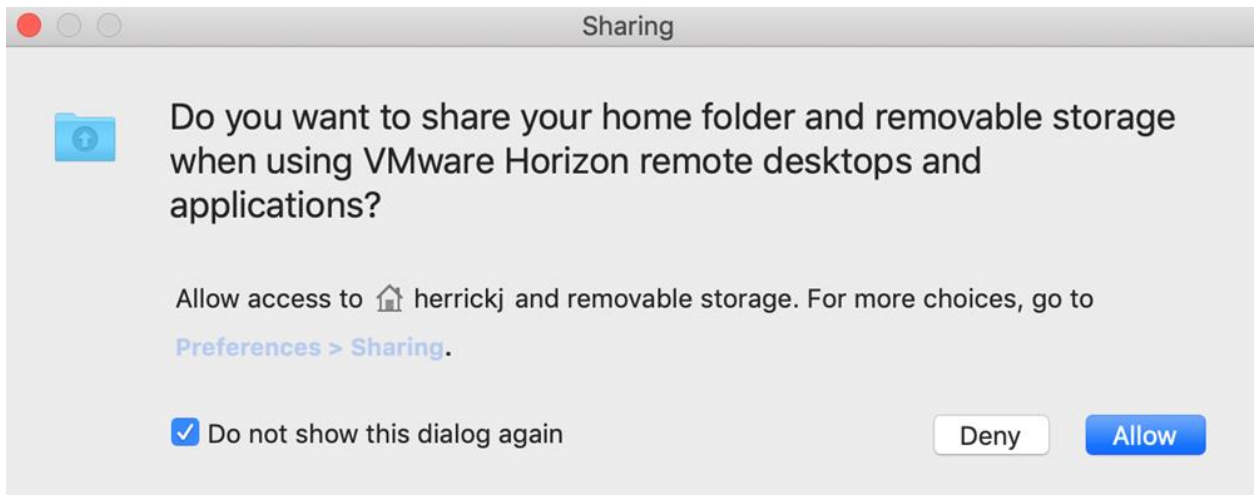 Sharing
Do you want to share your home folder and removable storage
when using VMware Horizon remote desktops and
applications?
Allow access to herrickj and removable storage. For more choices, go to
Preferences > Sharing.
Do not show this dialog again
Deny
Allow